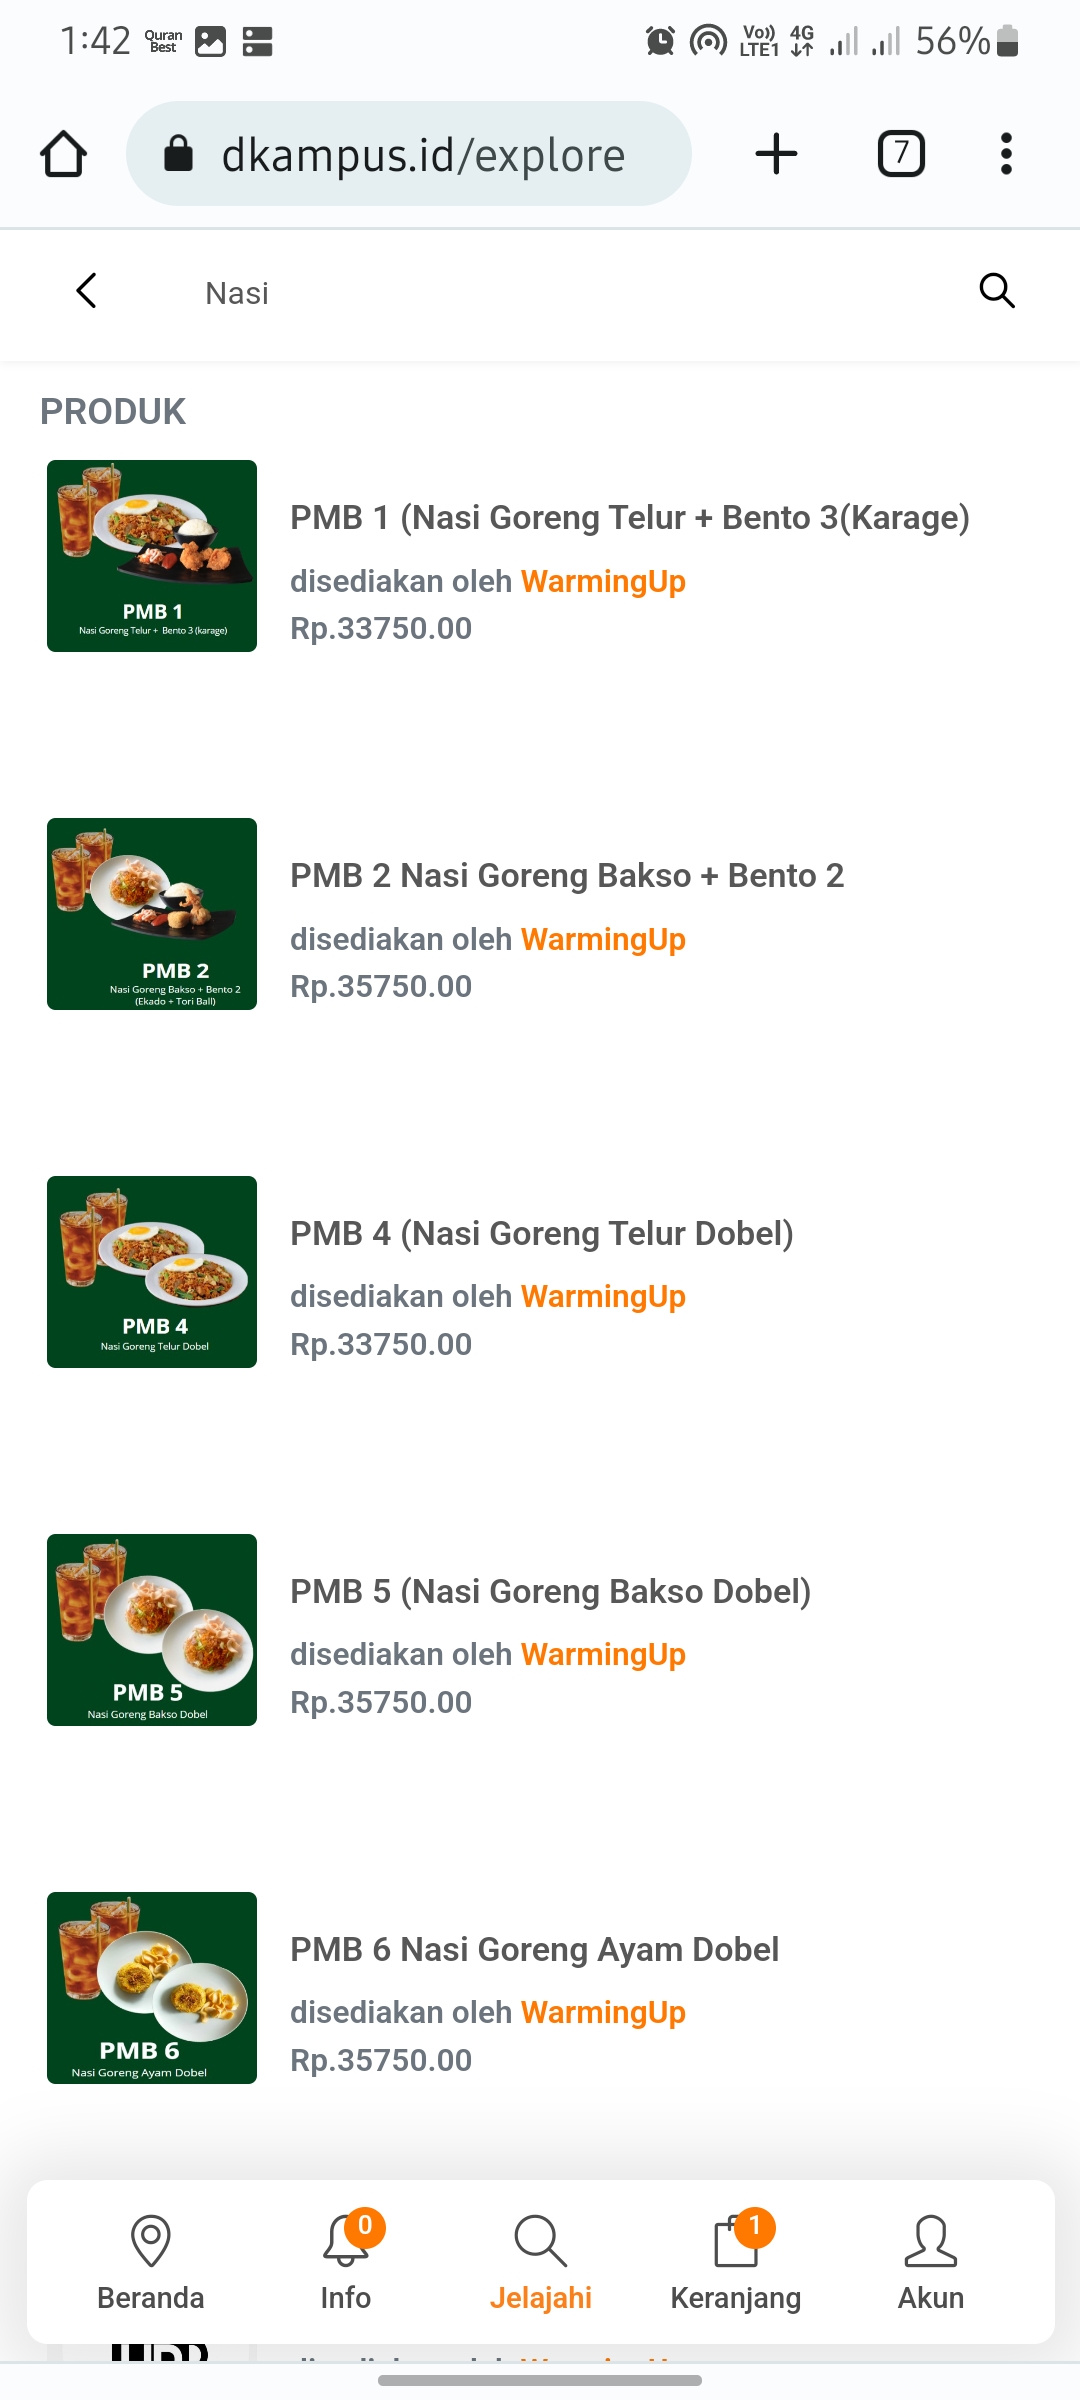 1:42 Quran Best Vo)) LTE1 4G 56%
dkampus.id/explore 7
Nasi
PRODUK
PMB 1 (Nasi Goreng Telur + Bento 3(Karage)
disediakan oleh WarmingUp
Rp.33750.00
PMB 1
Nasi Goreng Telur + Bento 3 (karage)
PMB 2 Nasi Goreng Bakso + Bento 2
disediakan oleh WarmingUp
Rp.35750.00
PMB 2
Nasi Goreng Bakso + Bento 2
(Ekado + Tori Ball)
PMB 4 (Nasi Goreng Telur Dobel)
disediakan oleh WarmingUp
Rp.33750.00
PMB 4
Nasi Goreng Telur Dobel
PMB 5 (Nasi Goreng Bakso Dobel)
disediakan oleh WarmingUp
Rp.35750.00
PMB 5
Nasi Goreng Bakso Dobel
PMB 6 Nasi Goreng Ayam Dobel
disediakan oleh WarmingUp
Rp.35750.00
PMB 6
Nasi Goreng Ayam Dobel
0 1
Beranda Info Jelajahi Keranjang Akun